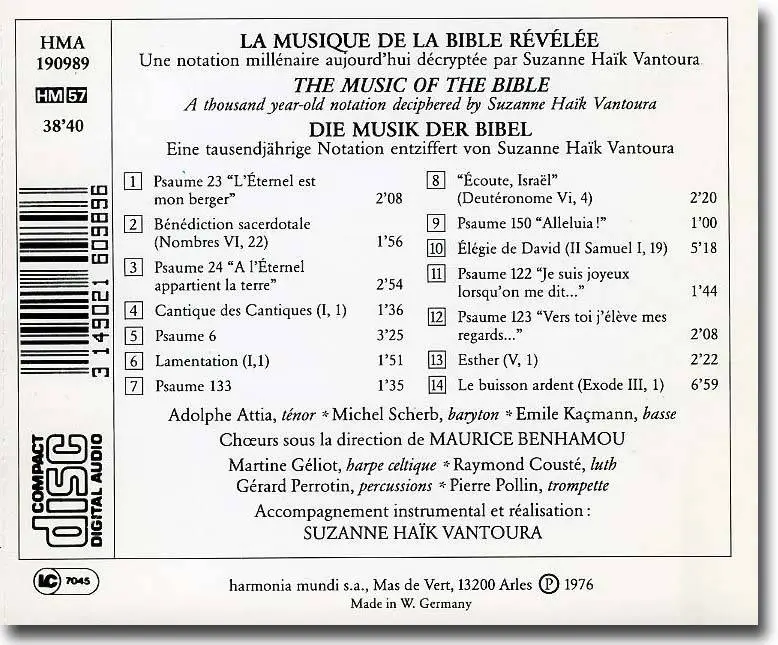 HMA
190989
HM 57
38'40
LA MUSIQUE DE LA BIBLE RÉVÉLÉE
Une notation millénaire aujourd'hui décryptée par Suzanne Haïk Vantoura
THE MUSIC OF THE BIBLE
A thousand year-old notation deciphered by Suzanne Haïk Vantoura
DIE MUSIK DER BIBEL
Eine tausendjährige Notation entziffert von Suzanne Haïk Vantoura
1 Psaume 23 “L'Éternel est
mon berger” 2'08
2 Bénédiction sacerdotale
(Nombres VI, 22) 1'56
3 Psaume 24 “A l'Éternel
appartient la terre” 2'54
4 Cantique des Cantiques (I, 1) 1'36
5 Psaume 6 3'25
6 Lamentation (I,1) 1'51
7 Psaume 133 1'35
8 “Écoute, Israël”
(Deutéronome Vi, 4) 2'20
9 Psaume 150 “Alleluia!” 1'00
10 Élégie de David (II Samuel I, 19) 5'18
11 Psaume 122 “Je suis joyeux
lorsqu'on me dit...” 1'44
12 Psaume 123 “Vers toi j'élève mes
regards...” 2'08
13 Esther (V, 1) 2'22
14 Le buisson ardent (Exode III, 1) 6'59
Adolphe Attia, ténor * Michel Scherb, baryton * Emile Kaçmann, basse
Chœurs sous la direction de MAURICE BENHAMOU
Martine Géliot, harpe celtique * Raymond Cousté, luth
Gérard Perrotin, percussions * Pierre Pollin, trompette
Accompagnement instrumental et réalisation :
SUZANNE HAÏK VANTOURA
3 149021 609896
COMPACT
disc
DIGITAL AUDIO
LC 7045
harmonia mundi s.a., Mas de Vert, 13200 Arles Ⓟ 1976
Made in W. Germany